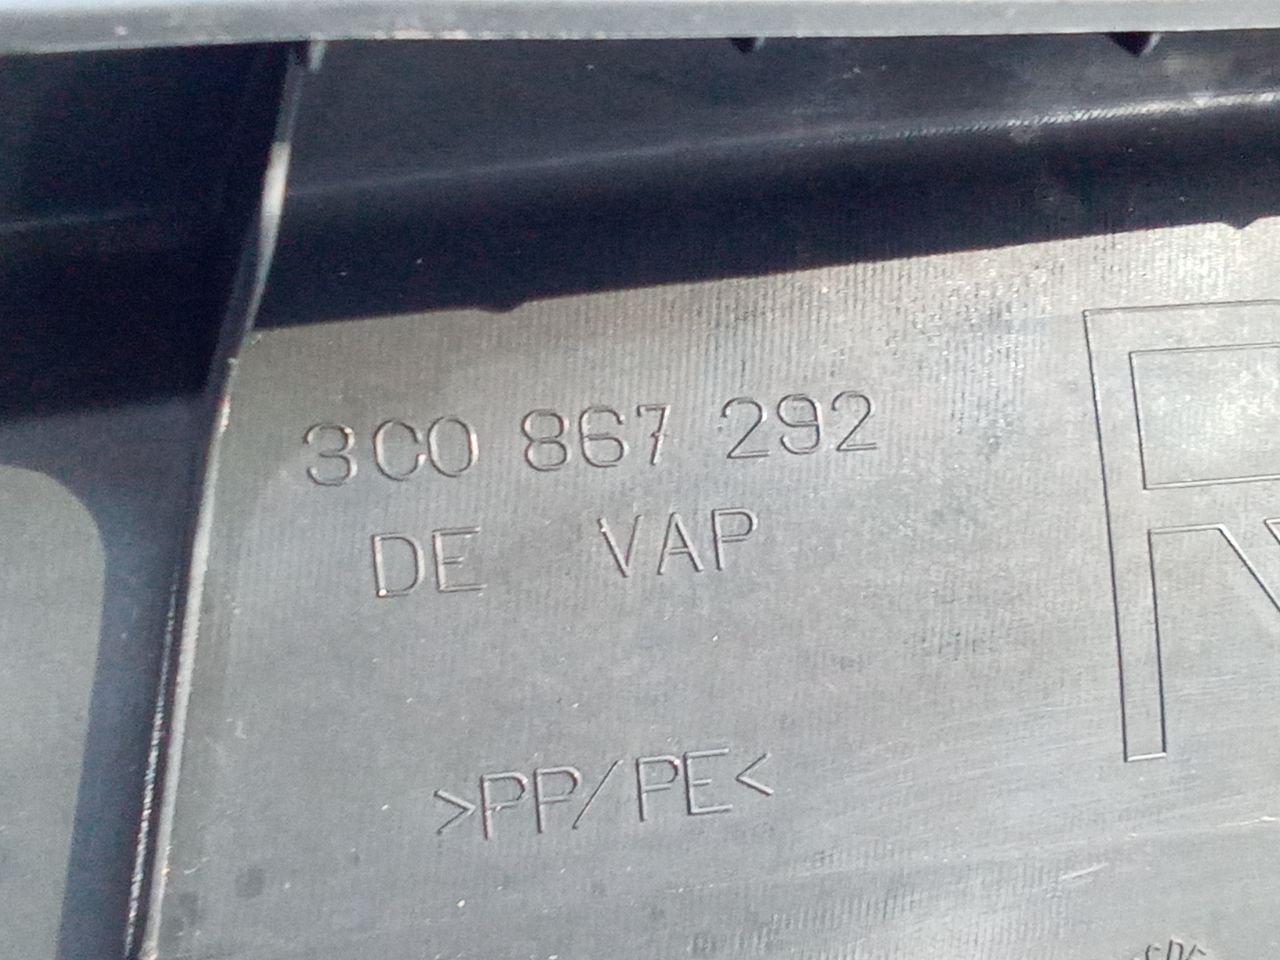 3C0 867 292
R
DE VAP
>PP/PE<